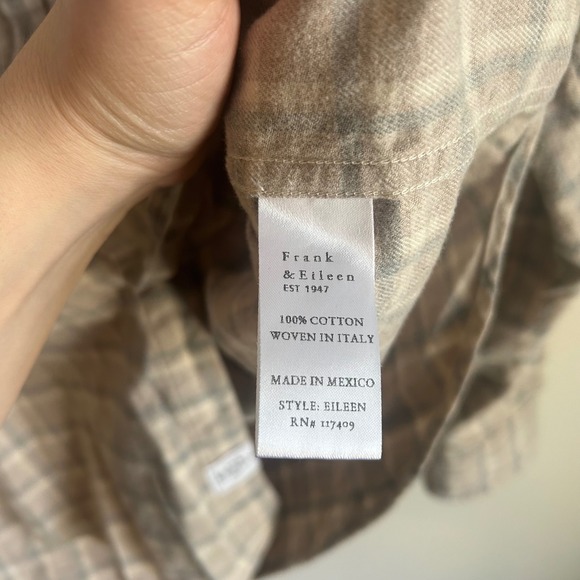 Frank
& Eileen
EST 1947
100% COTTON
WOVEN IN ITALY
MADE IN MEXICO
STYLE: EILEEN
RN# 117409